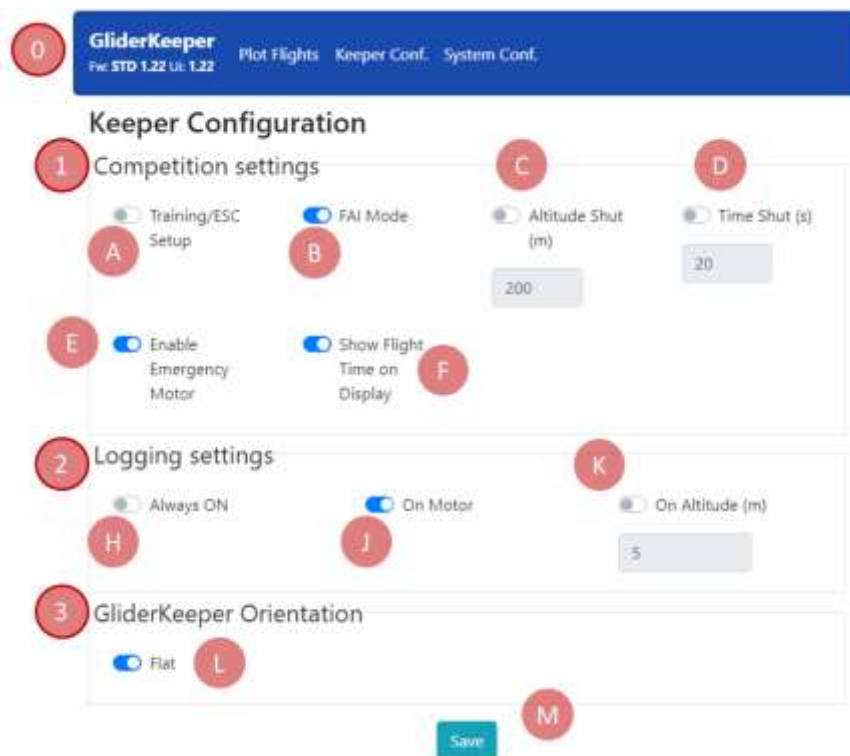 0
GliderKeeper
Fw: STD 1.22 UI: 1.22
Plot Flights Keeper Conf. System Conf.
Keeper Configuration
1
Competition settings
C
D
Training/ESC
Setup
FAI Mode
Altitude Shut
(m)
Time Shut (s)
A
B
200
20
E
Enable
Emergency
Motor
Show Flight
Time on
Display
F
2
Logging settings
K
Always ON
On Motor
On Altitude (m)
H
J
5
3
GliderKeeper Orientation
Flat
L
M
Save